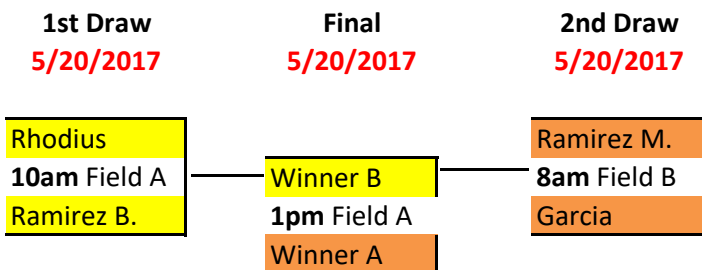 1st Draw Final 2nd Draw
5/20/2017 5/20/2017 5/20/2017
Rhodius
10am Field A
Ramirez B.
Winner B
1pm Field A
Winner A
Ramirez M.
8am Field B
Garcia